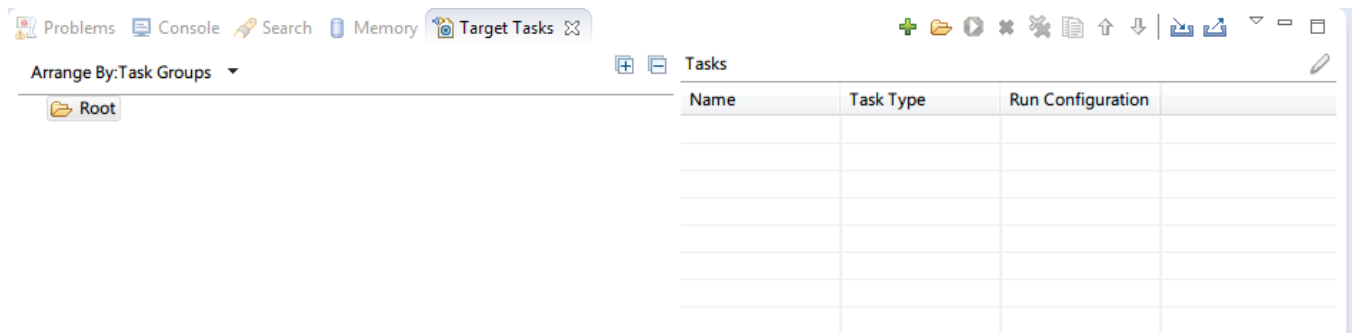 Problems Console Search Memory Target Tasks
Arrange By:Task Groups
Root
Tasks
Name Task Type Run Configuration